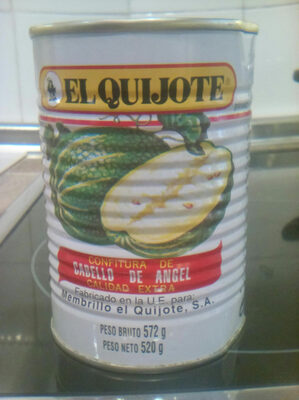 EL QUIJOTE
CONFITURA DE
CABELLO DE ANGEL
CALIDAD EXTRA
Fabricado en la U.E. para:
Membrillo el Quijote, S.A.
PESO BRUTO 572 g
PESO NETO 520 g